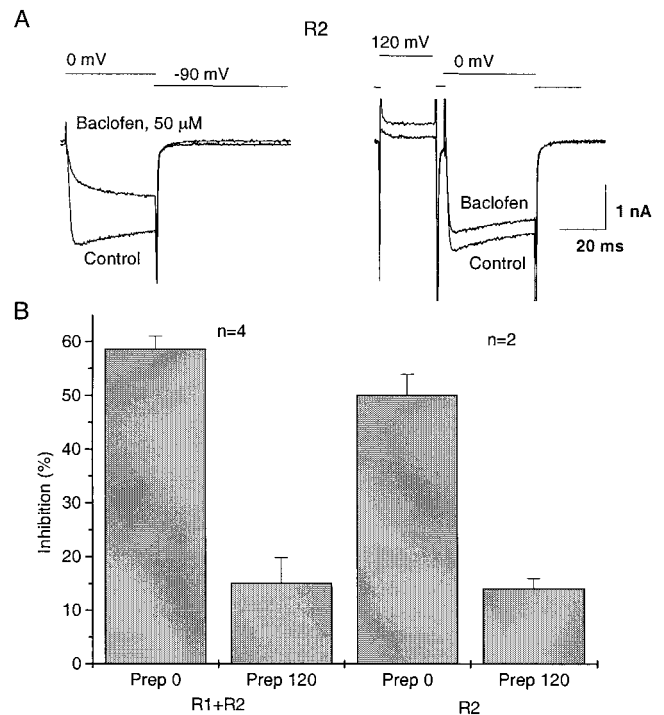 A
R2
0 mV
-90 mV
Baclofen, 50 µM
Control
120 mV
0 mV
Baclofen
Control
1 nA
20 ms
B
n=4
n=2
Inhibition (%)
60
50
40
30
20
10
0
Prep 0
Prep 120
Prep 0
Prep 120
R1+R2
R2